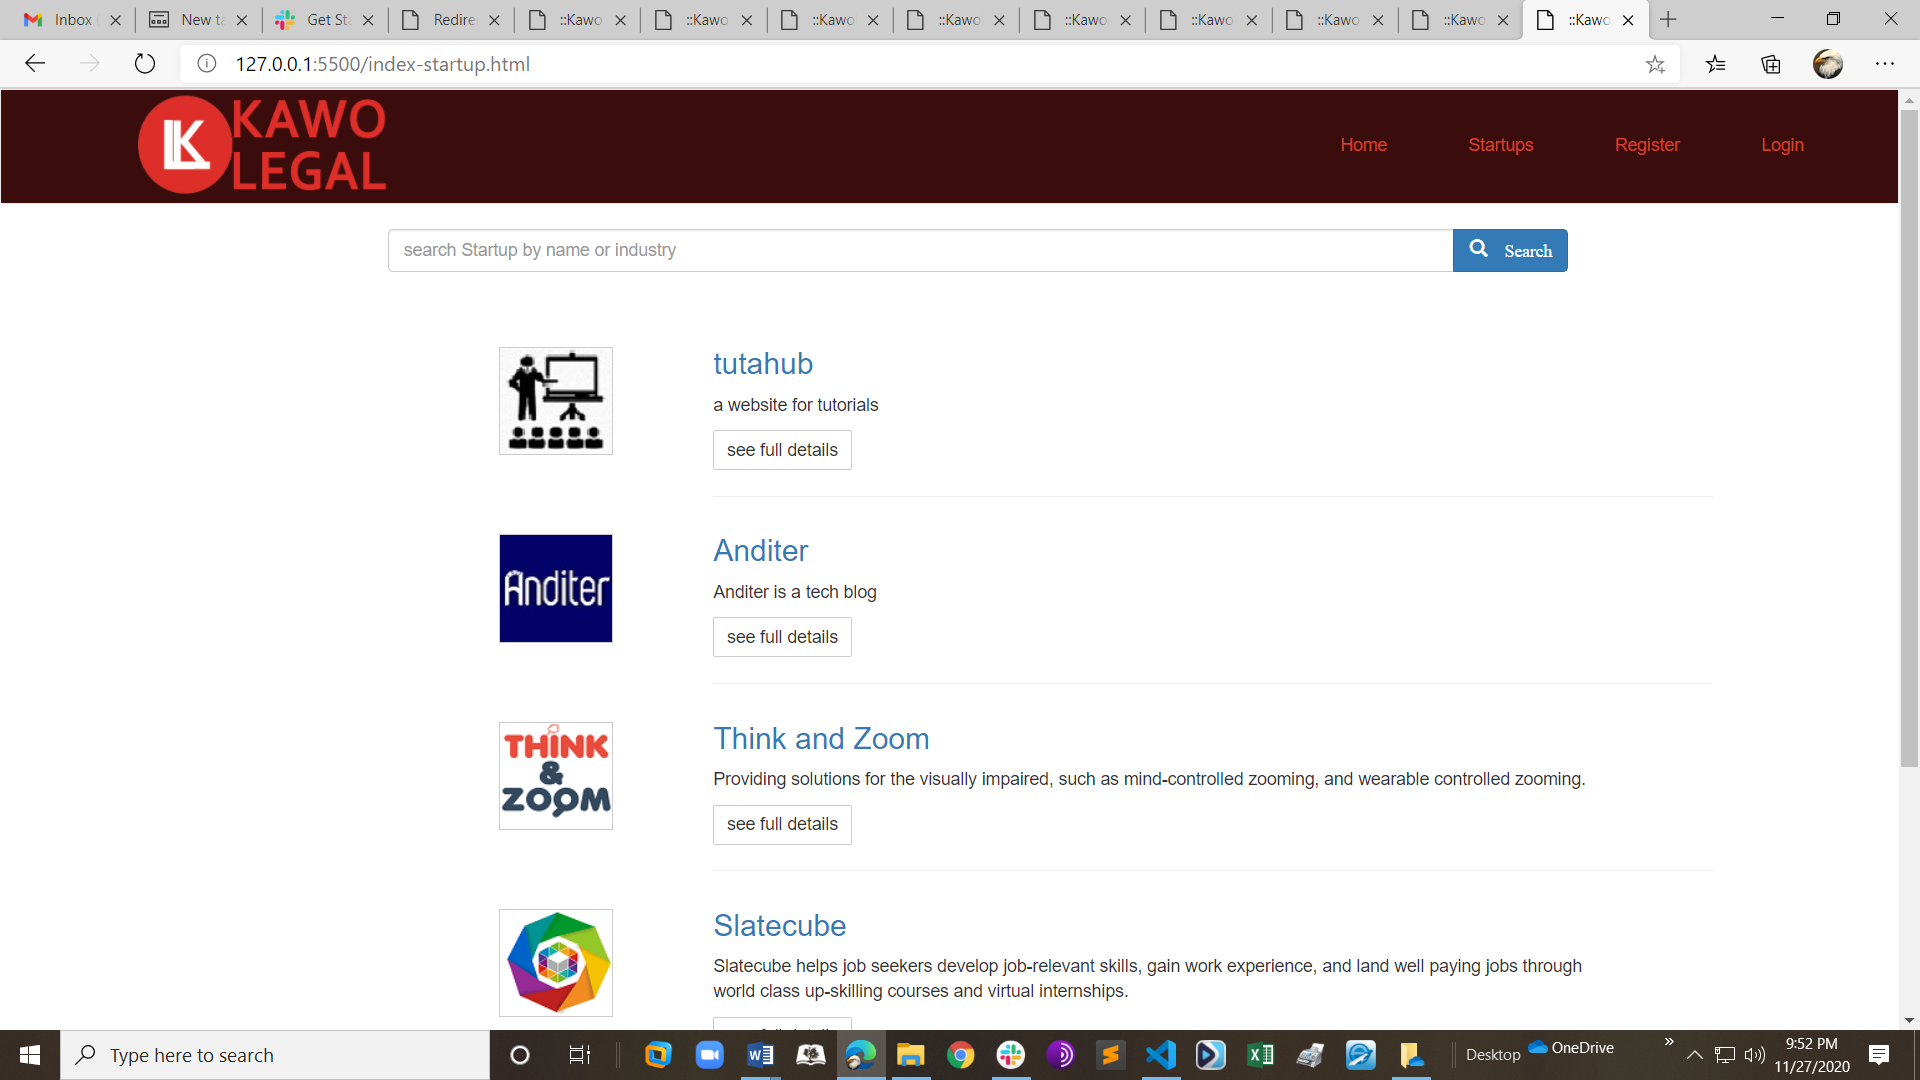 Inbox
New ta
Get Sta
Redire
::Kawo
::Kawo
::Kawo
::Kawo
::Kawo
::Kawo
::Kawo
::Kawo
::Kawo
127.0.0.1:5500/index-startup.html
KAWO
LEGAL
Home
Startups
Register
Login
search Startup by name or industry
Search
tutahub
a website for tutorials
see full details
Anditer
Anditer
Anditer is a tech blog
see full details
THINK
&
ZOOM
Think and Zoom
Providing solutions for the visually impaired, such as mind-controlled zooming, and wearable controlled zooming.
see full details
Slatecube
Slatecube helps job seekers develop job-relevant skills, gain work experience, and land well paying jobs through
world class up-skilling courses and virtual internships.
Type here to search
Desktop
OneDrive
9:52 PM
11/27/2020